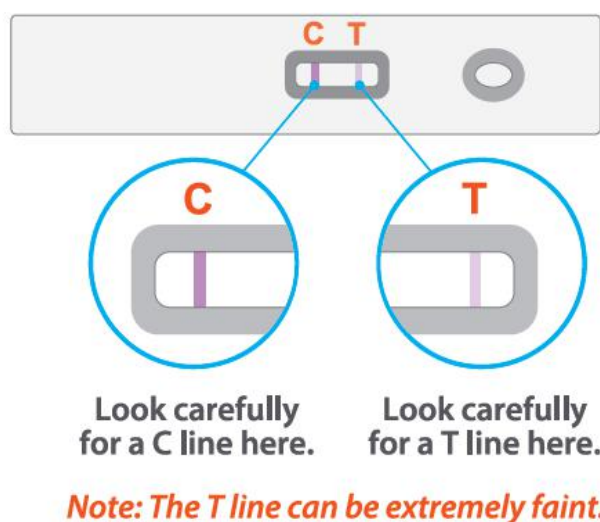 C T
C T
Look carefully Look carefully
for a C line here. for a T line here.
Note: The T line can be extremely faint.